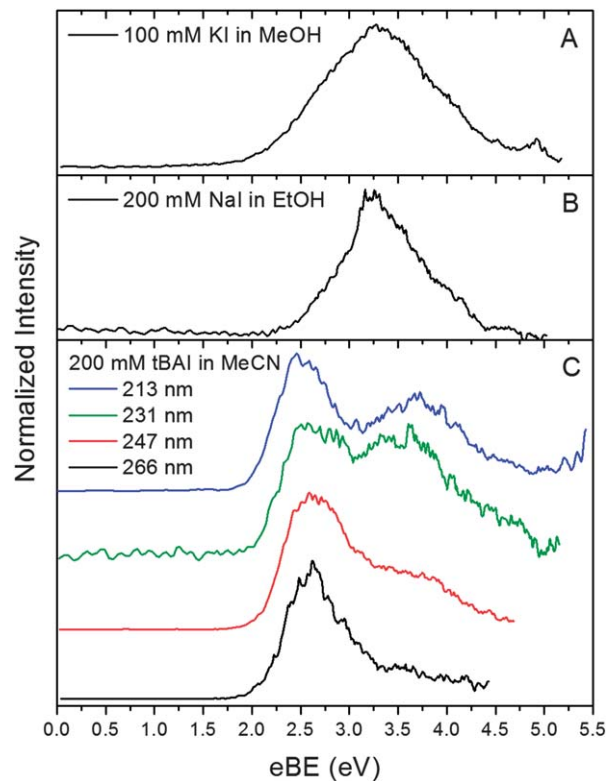 100 mM KI in MeOH
A
200 mM NaI in EtOH
B
200 mM tBAI in MeCN
C
213 nm
231 nm
247 nm
266 nm
Normalized Intensity
0.0 0.5 1.0 1.5 2.0 2.5 3.0 3.5 4.0 4.5 5.0 5.5
eBE (eV)